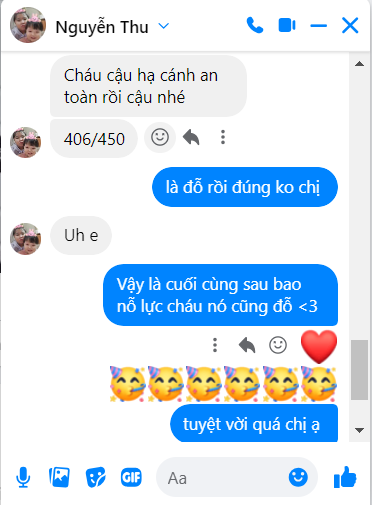 Nguyễn Thu
Cháu cậu hạ cánh an
toàn rồi cậu nhé
406/450
là đỗ rồi đúng ko chị
Uh e
Vậy là cuối cùng sau bao
nỗ lực cháu nó cũng đỗ <3
tuyệt vời quá chị ạ
GIF
Aa